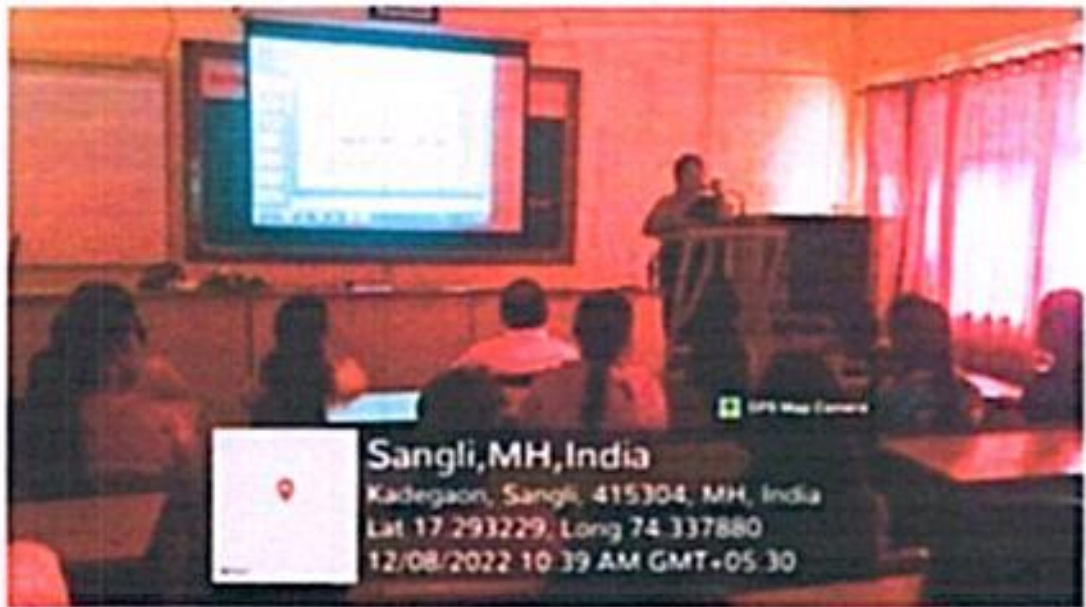 GPS Map Camera
Sangli,MH,India
Kadegaon, Sangli, 415304, MH, India
Lat 17.293229, Long 74.337880
12/08/2022 10:39 AM GMT+05:30